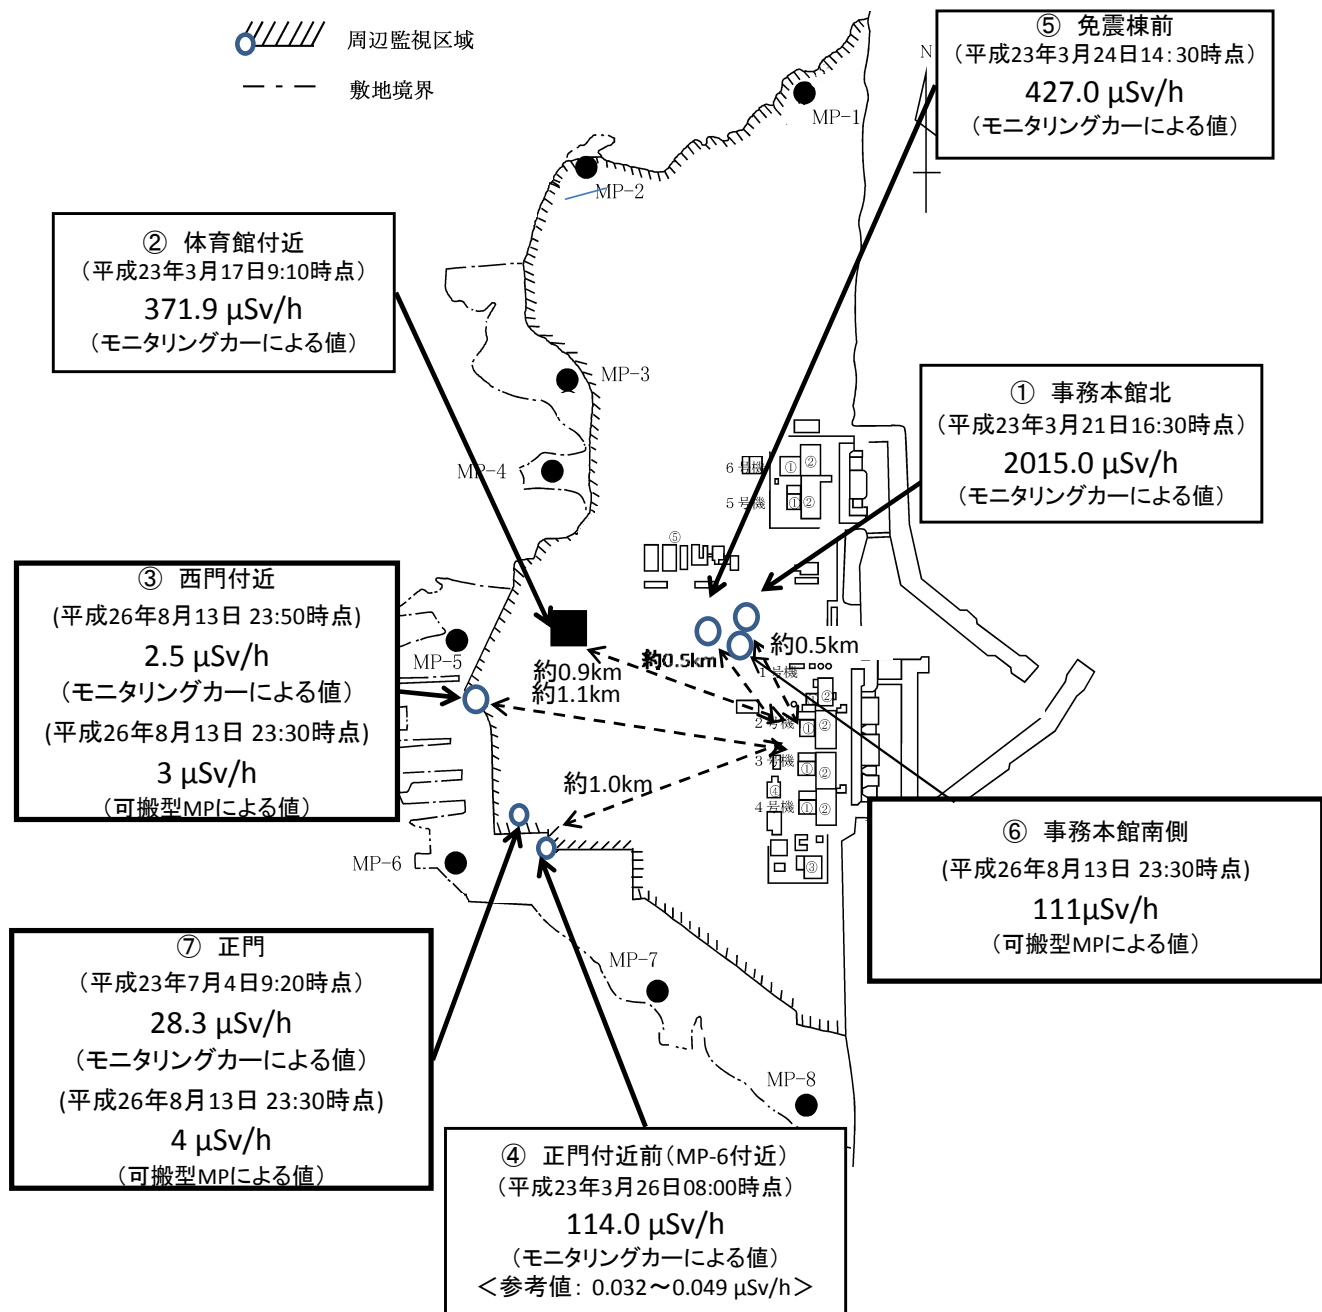 周辺監視区域
敷地境界
⑤ 免震棟前
(平成23年3月24日14:30時点)
427.0 μSv/h
(モニタリングカーによる値)
N
MP-1
MP-2
② 体育館付近
(平成23年3月17日9:10時点)
371.9 μSv/h
(モニタリングカーによる値)
MP-3
① 事務本館北
(平成23年3月21日16:30時点)
2015.0 μSv/h
(モニタリングカーによる値)
MP-4
6号機
① ②
5号機
① ②
⑤
③ 西門付近
(平成26年8月13日 23:50時点)
2.5 μSv/h
(モニタリングカーによる値)
(平成26年8月13日 23:30時点)
3 μSv/h
(可搬型MPによる値)
MP-5
約0.5km
約0.5km
約0.9km
約1.1km
1号機
②
2号機
① ②
3号機
① ②
約1.0km
④
4号機
① ②
③
MP-6
⑥ 事務本館南側
(平成26年8月13日 23:30時点)
111μSv/h
(可搬型MPによる値)
⑦ 正門
(平成23年7月4日9:20時点)
28.3 μSv/h
(モニタリングカーによる値)
(平成26年8月13日 23:30時点)
4 μSv/h
(可搬型MPによる値)
MP-7
MP-8
④ 正門付近前(MP-6付近)
(平成23年3月26日08:00時点)
114.0 μSv/h
(モニタリングカーによる値)
<参考値: 0.032～0.049 μSv/h>